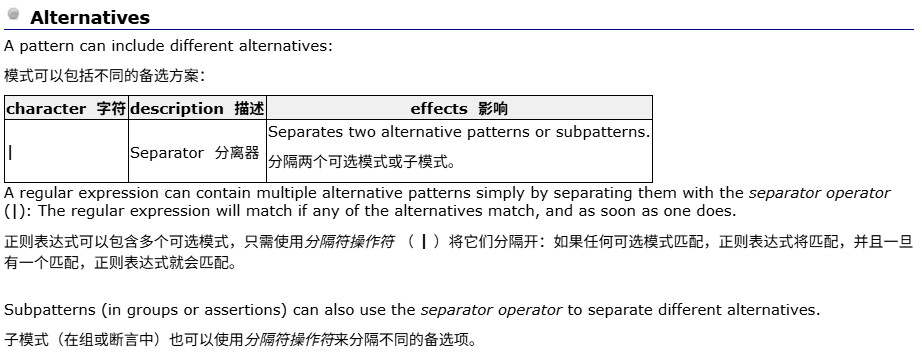 Alternatives
A pattern can include different alternatives:
模式可以包括不同的备选方案：
character 字符 description 描述 effects 影响
| Separator 分离器 Separates two alternative patterns or subpatterns.
分隔两个可选模式或子模式。
A regular expression can contain multiple alternative patterns simply by separating them with the separator operator
(|): The regular expression will match if any of the alternatives match, and as soon as one does.
正则表达式可以包含多个可选模式，只需使用分隔符操作符 （ | ）将它们分隔开：如果任何可选模式匹配，正则表达式将匹配，并且一旦
有一个匹配，正则表达式就会匹配。
Subpatterns (in groups or assertions) can also use the separator operator to separate different alternatives.
子模式（在组或断言中）也可以使用分隔符操作符来分隔不同的备选项。